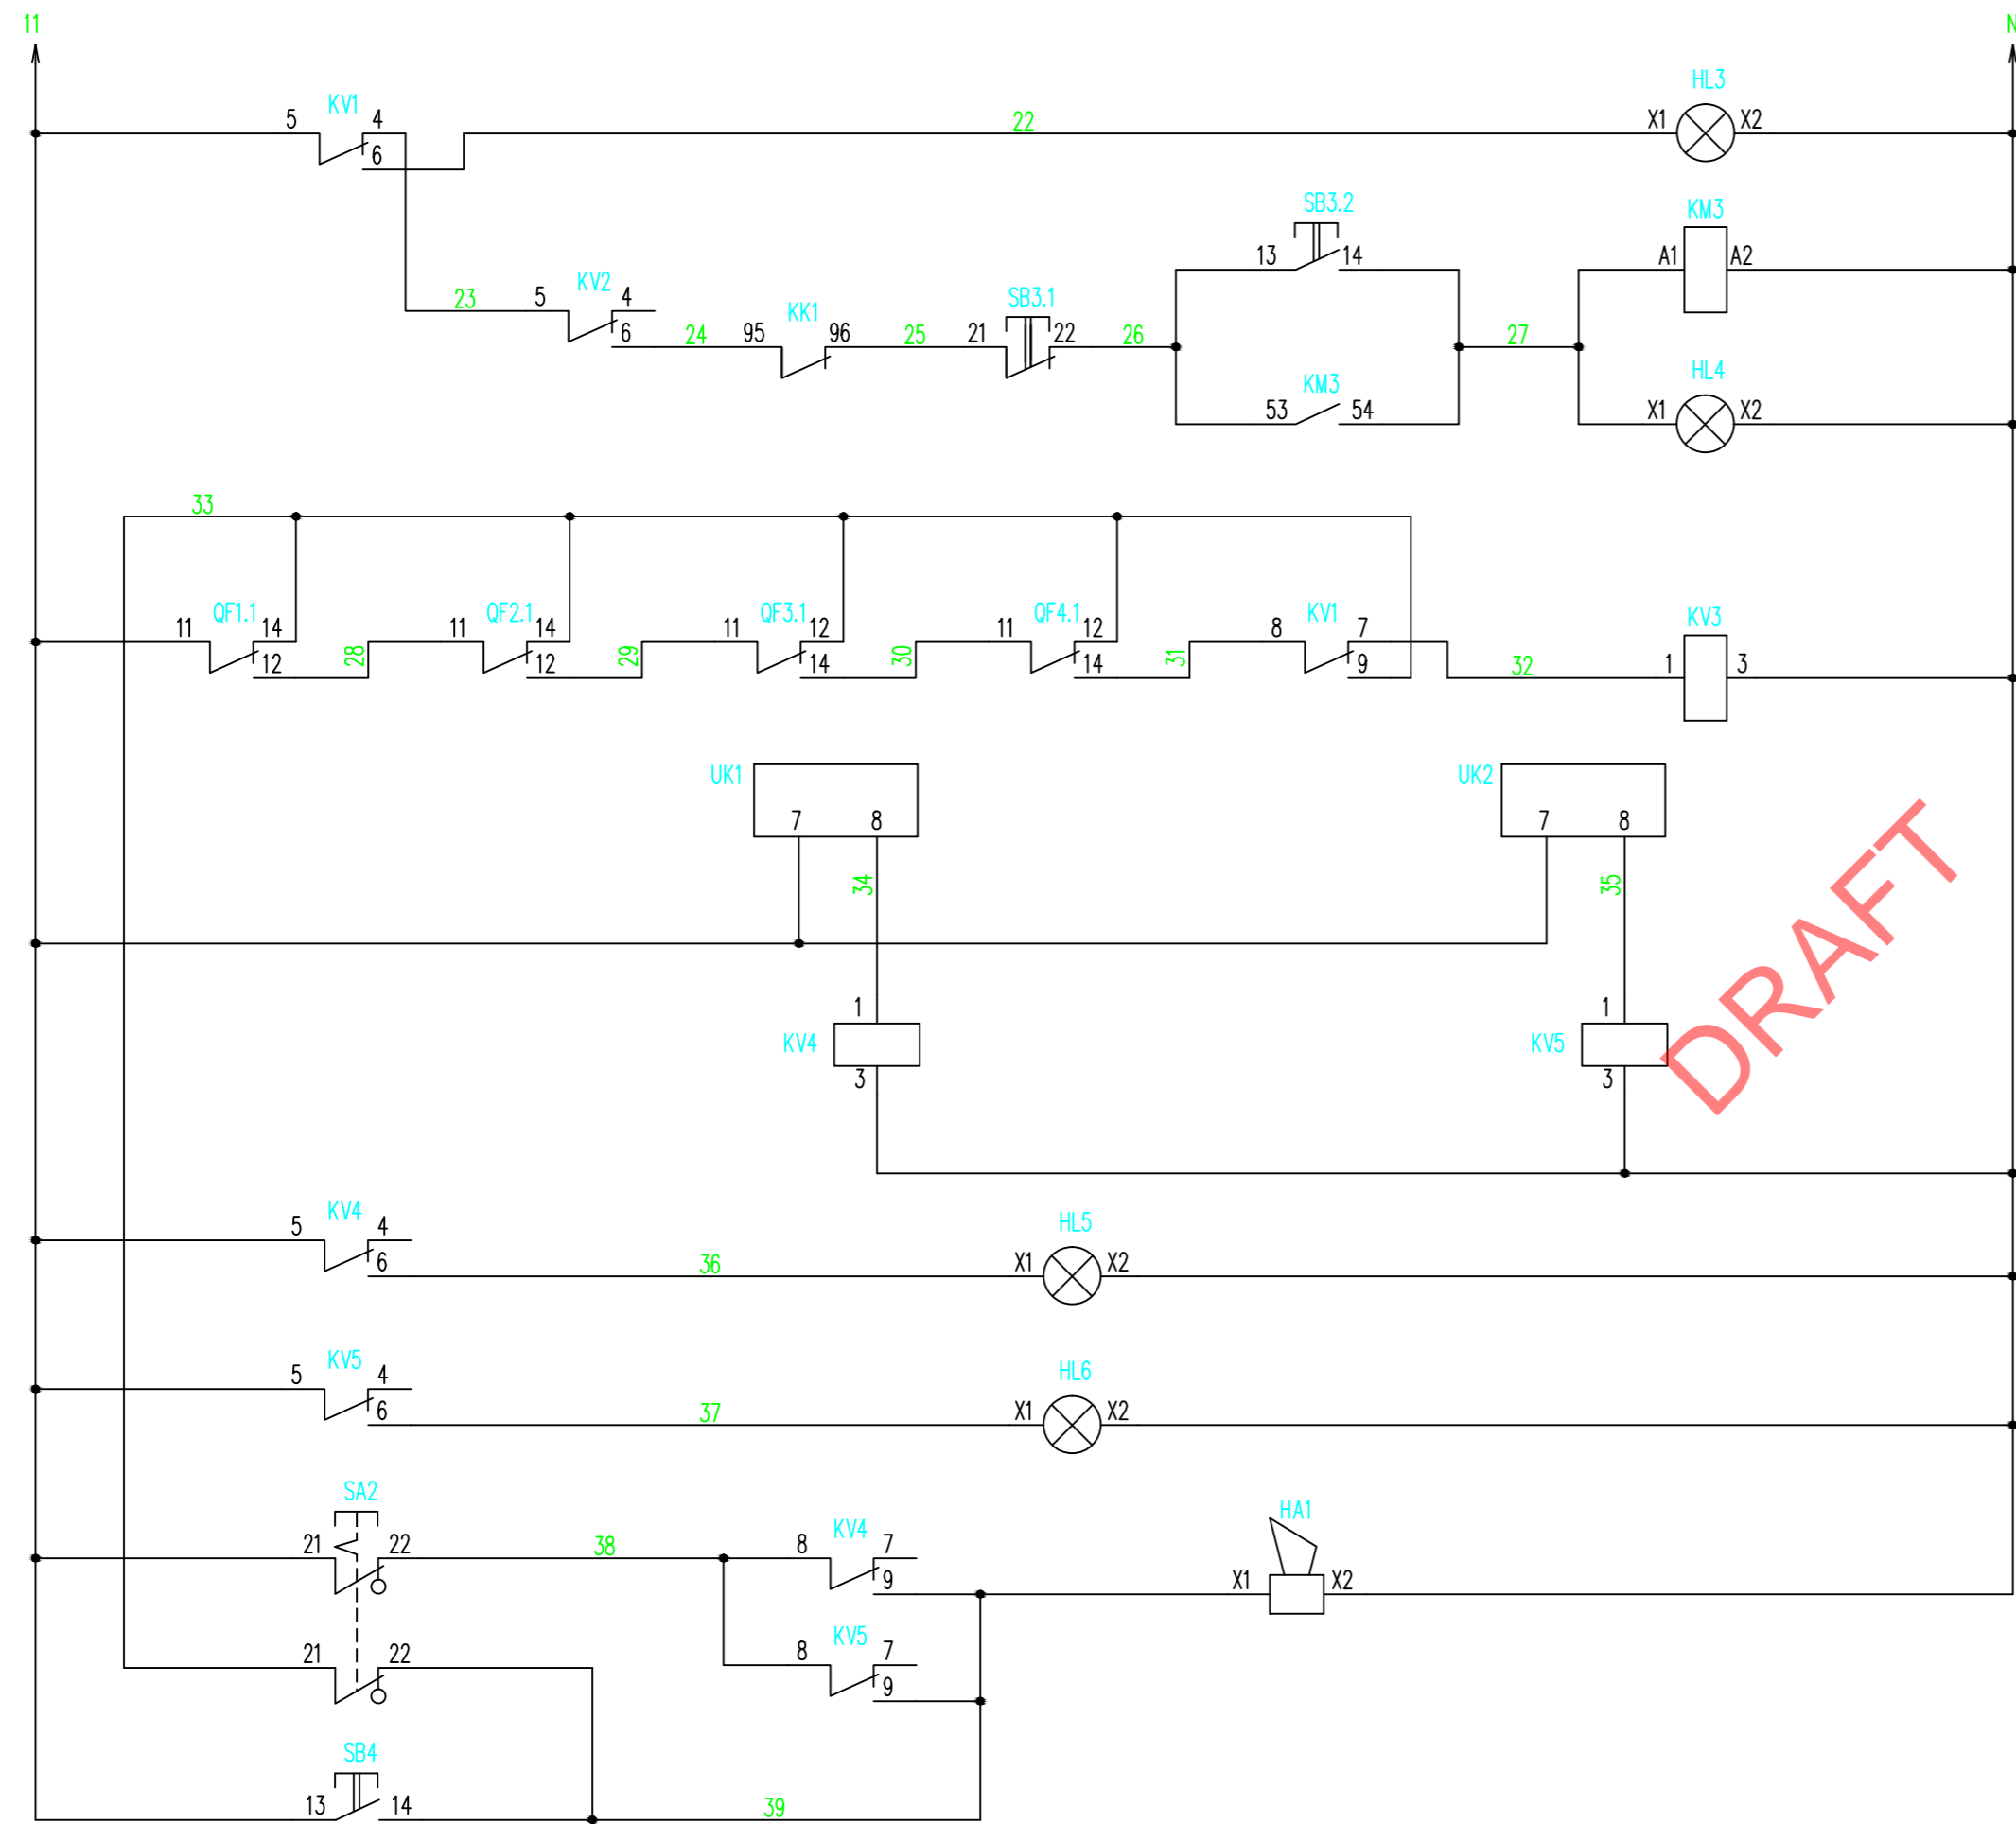 11 N
KV1 5 4 6 22 HL3 X1 X2
SB3.2 13 14 KM3 A1 A2
23 KV2 5 4 6 24 KK1 95 96 25 SB3.1 21 22 26 27
KM3 53 54 HL4 X1 X2
33
QF1.1 11 14 12 28 QF2.1 11 14 12 29 QF3.1 11 12 14 30 QF4.1 11 12 14 31 KV1 8 7 9 32 KV3 1 3
UK1 7 8 UK2 7 8
34 35
KV4 1 3 KV5 1 3
DRAFT
KV4 5 4 6 36 HL5 X1 X2
KV5 5 4 6 37 HL6 X1 X2
SA2 21 22 38 KV4 8 7 9 HA1 X1 X2
21 22 KV5 8 7 9
SB4 13 14 39